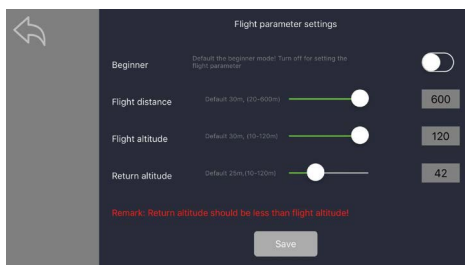 Flight parameter settings
Beginner
Default the beginner mode! Turn off for setting the
flight parameter
Flight distance
Default 30m, (20-600m)
600
Flight altitude
Default 30m, (10-120m)
120
Return altitude
Default 25m,(10-120m)
42
Remark: Return altitude should be less than flight altitude!
Save